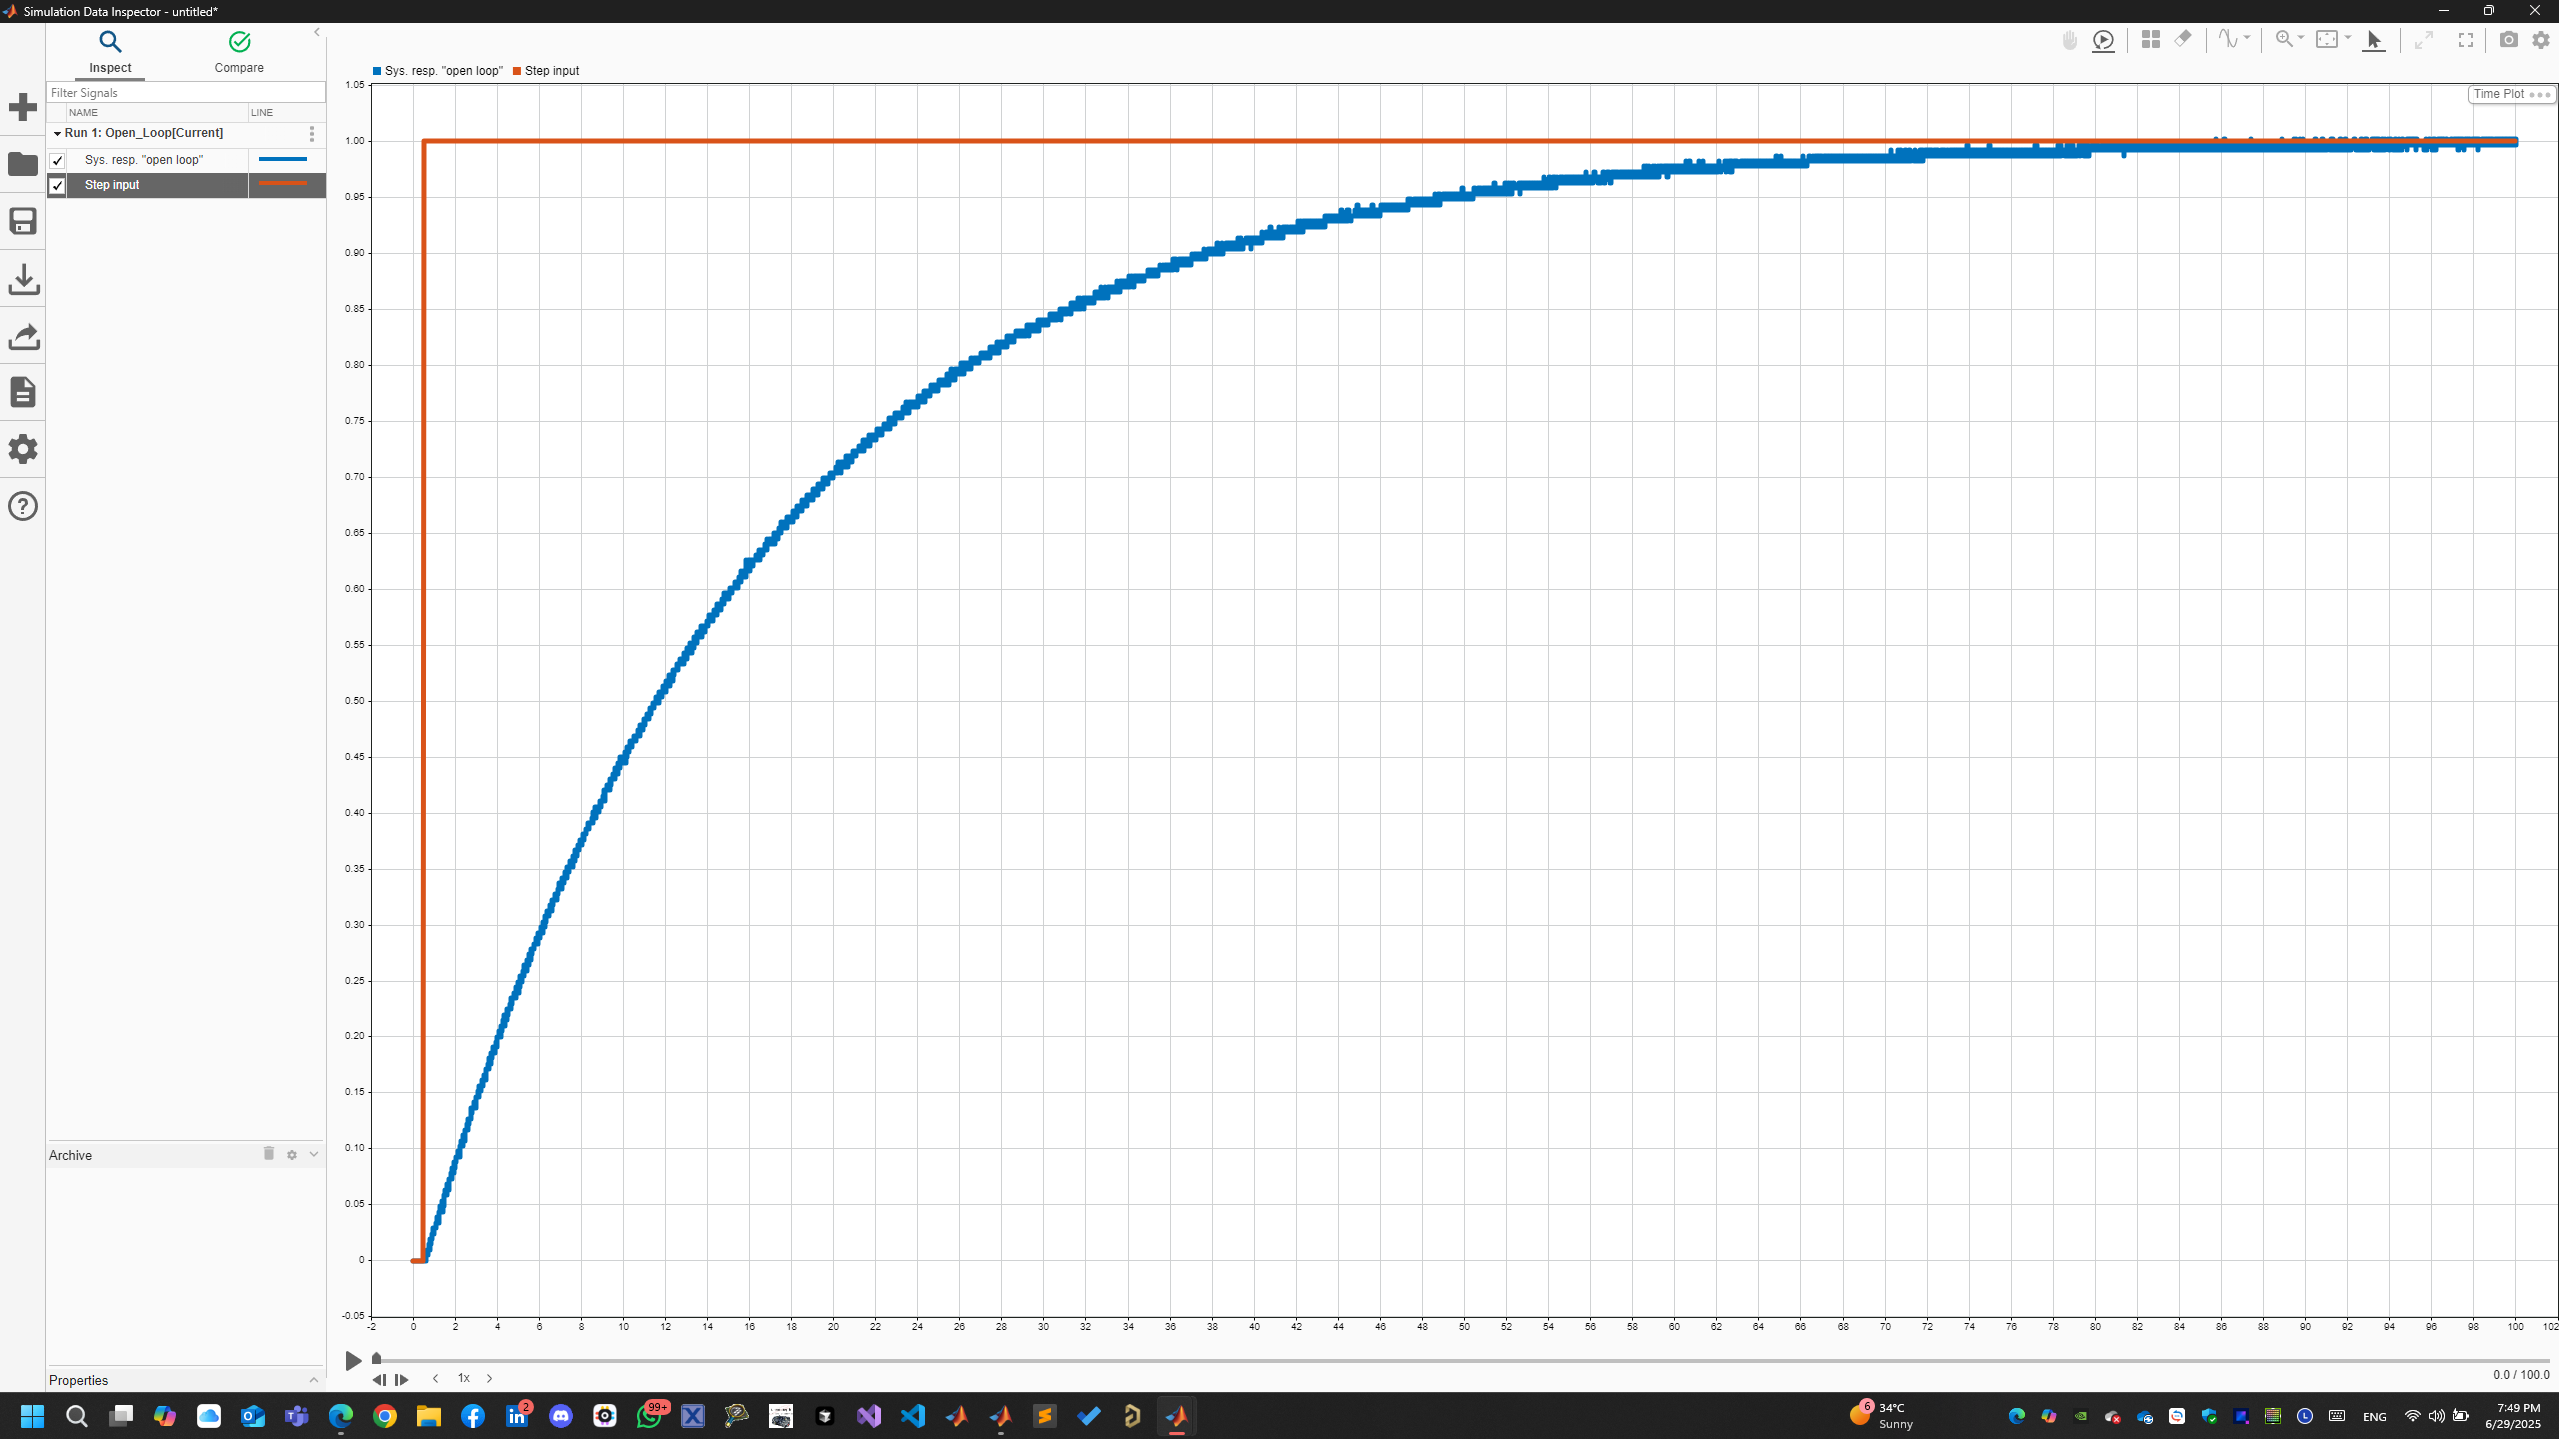 Simulation Data Inspector - untitled*
Inspect
Compare
Filter Signals
NAME LINE
Run 1: Open_Loop[Current]
Sys. resp. "open loop"
Step input
Archive
Properties
Sys. resp. "open loop" Step input
Time Plot
1.05
1.00
0.95
0.90
0.85
0.80
0.75
0.70
0.65
0.60
0.55
0.50
0.45
0.40
0.35
0.30
0.25
0.20
0.15
0.10
0.05
0
-0.05
-2 0 2 4 6 8 10 12 14 16 18 20 22 24 26 28 30 32 34 36 38 40 42 44 46 48 50 52 54 56 58 60 62 64 66 68 70 72 74 76 78 80 82 84 86 88 90 92 94 96 98 100 102
1x
0.0 / 100.0
2
99+
6
34°C
Sunny
ENG
7:49 PM
6/29/2025